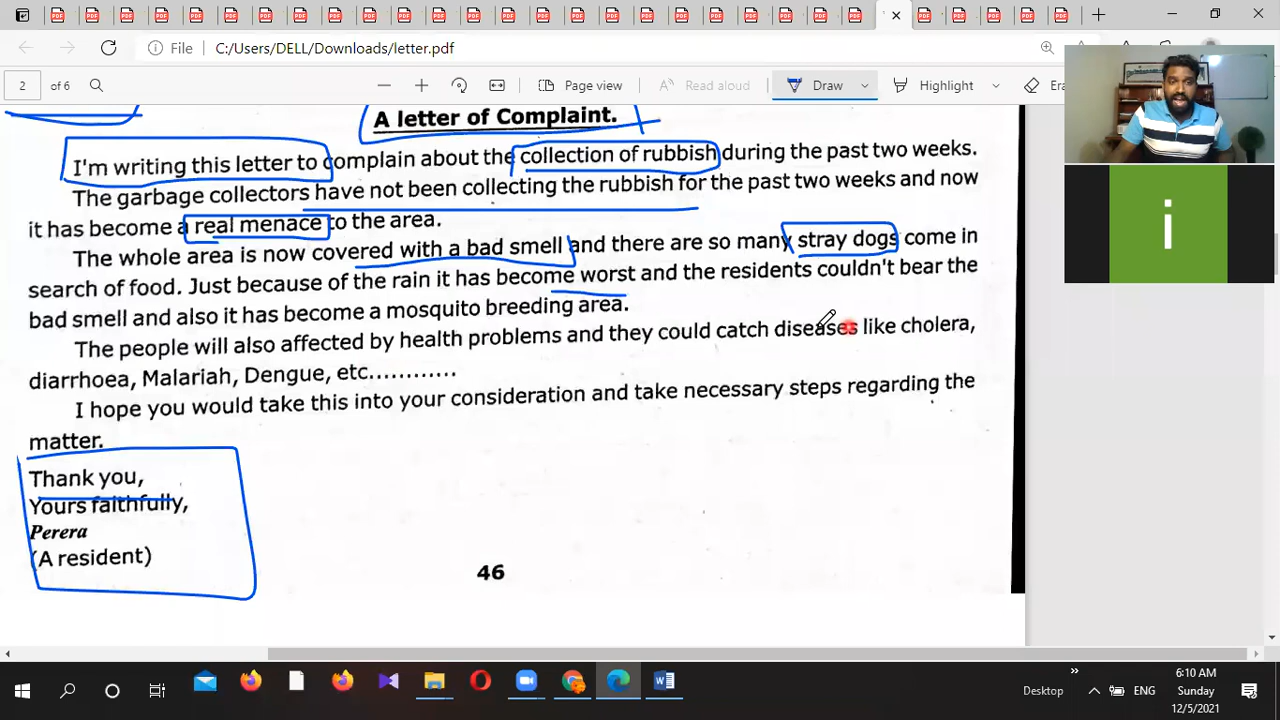 File
C:/Users/DELL/Downloads/letter.pdf
2 of 6
Page view
Read aloud
Draw
Highlight
Era
A letter of Complaint.
I'm writing this letter to complain about the collection of rubbish during the past two weeks.
The garbage collectors have not been collecting the rubbish for the past two weeks and now
it has become a real menace to the area.
The whole area is now covered with a bad smell and there are so many stray dogs come in
search of food. Just because of the rain it has become worst and the residents couldn't bear the
bad smell and also it has become a mosquito breeding area.
The people will also affected by health problems and they could catch diseases like cholera,
diarrhoea, Malariah, Dengue, etc............
I hope you would take this into your consideration and take necessary steps regarding the
matter.
Thank you,
Yours faithfully,
Perera
(A resident)
46
i
Desktop
ENG
6:10 AM
Sunday
12/5/2021